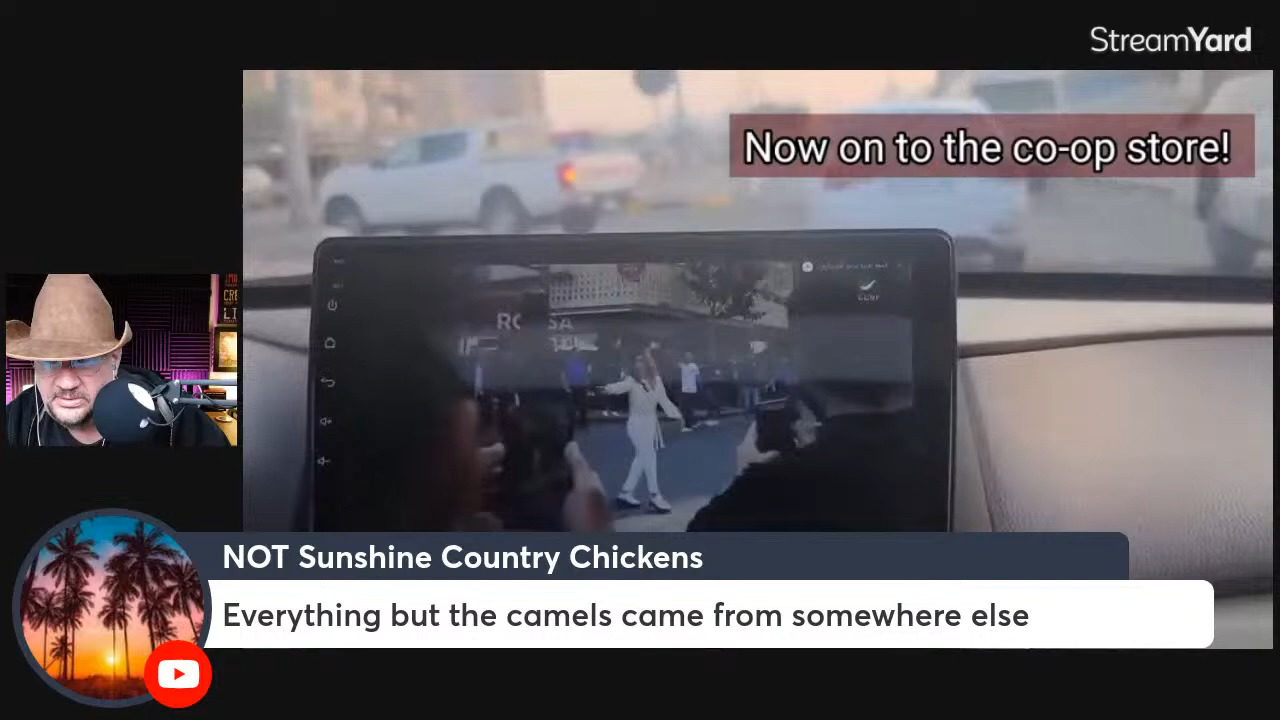 StreamYard
Now on to the co-op store!
NOT Sunshine Country Chickens
Everything but the camels came from somewhere else